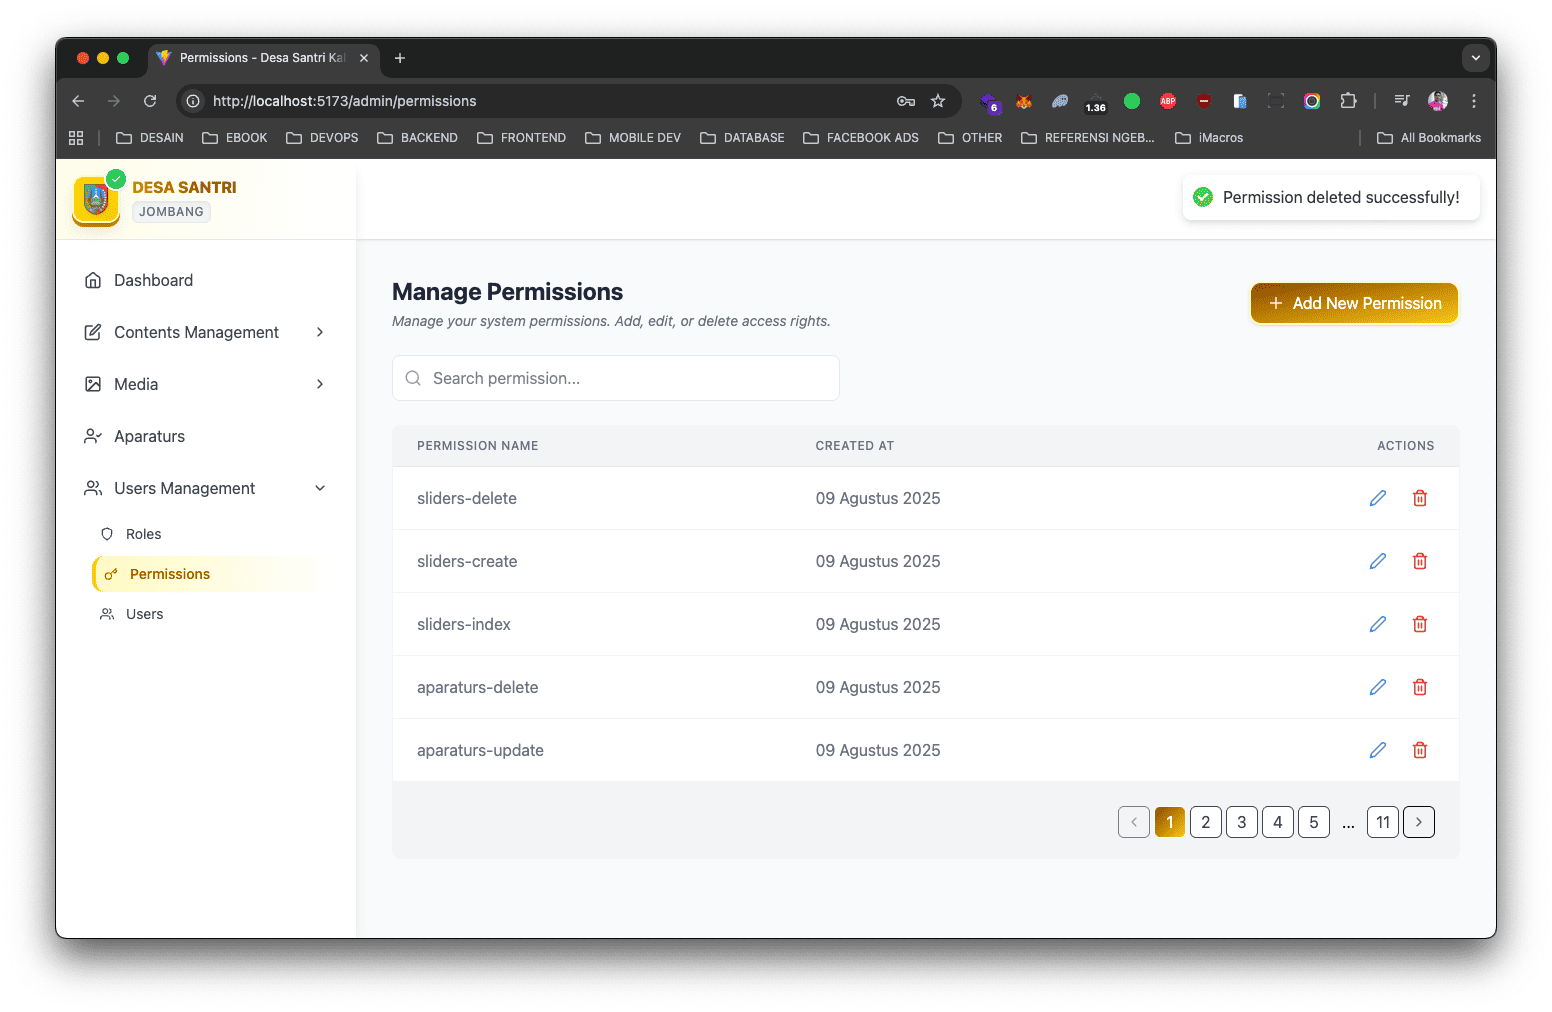 Permissions - Desa Santri Ka
http://localhost:5173/admin/permissions
6
1.36
ABP
DESAIN
EBOOK
DEVOPS
BACKEND
FRONTEND
MOBILE DEV
DATABASE
FACEBOOK ADS
OTHER
REFERENSI NGEB...
iMacros
All Bookmarks
DESA SANTRI
JOMBANG
Permission deleted successfully!
Dashboard
Contents Management
Media
Aparaturs
Users Management
Roles
Permissions
Users
Manage Permissions
Manage your system permissions. Add, edit, or delete access rights.
Add New Permission
Search permission...
PERMISSION NAME CREATED AT ACTIONS
sliders-delete 09 Agustus 2025
sliders-create 09 Agustus 2025
sliders-index 09 Agustus 2025
aparaturs-delete 09 Agustus 2025
aparaturs-update 09 Agustus 2025
1 2 3 4 5 ... 11